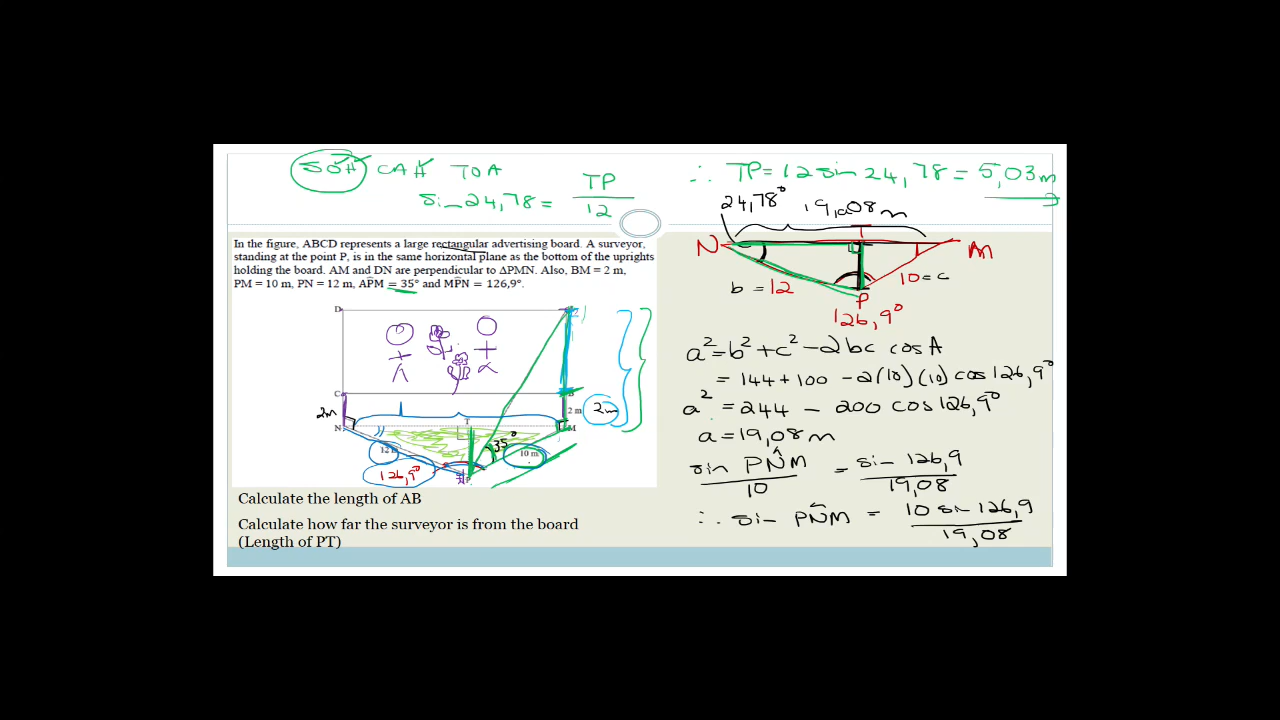 SOH CAH TOA
sin 24,78 = TP / 12
∴ TP = 12 sin 24,78 = 5,03m
In the figure, ABCD represents a large rectangular advertising board. A surveyor,
standing at the point P, is in the same horizontal plane as the bottom of the uprights
holding the board. AM and DN are perpendicular to ΔPMN. Also, BM = 2 m,
PM = 10 m, PN = 12 m, AP̂M = 35° and MP̂N = 126,9°.
D
C
B
2m
2 m
2m
N
T
M
35°
12 m
10 m
126,9°
P
Calculate the length of AB
Calculate how far the surveyor is from the board
(Length of PT)
24,78°
19,08m
N
T
M
b = 12
10 = c
P
126,9°
a² = b² + c² - 2bc cos A
= 144 + 100 - 2(10)(10) cos 126,9°
a² = 244 - 200 cos 126,9°
a = 19,08m
sin PN̂M / 10 = sin 126,9 / 19,08
∴ sin PN̂M = 10 sin 126,9 / 19,08